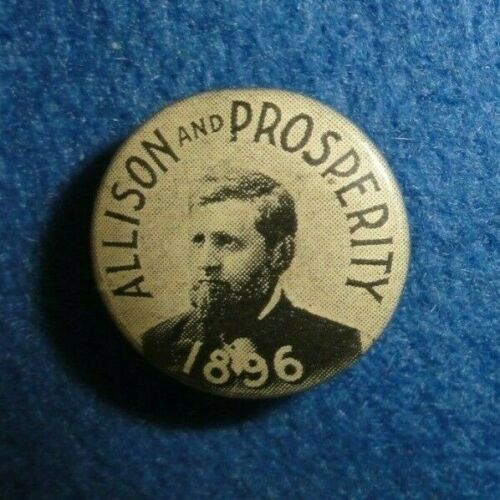 ALLISON AND PROSPERITY
1896